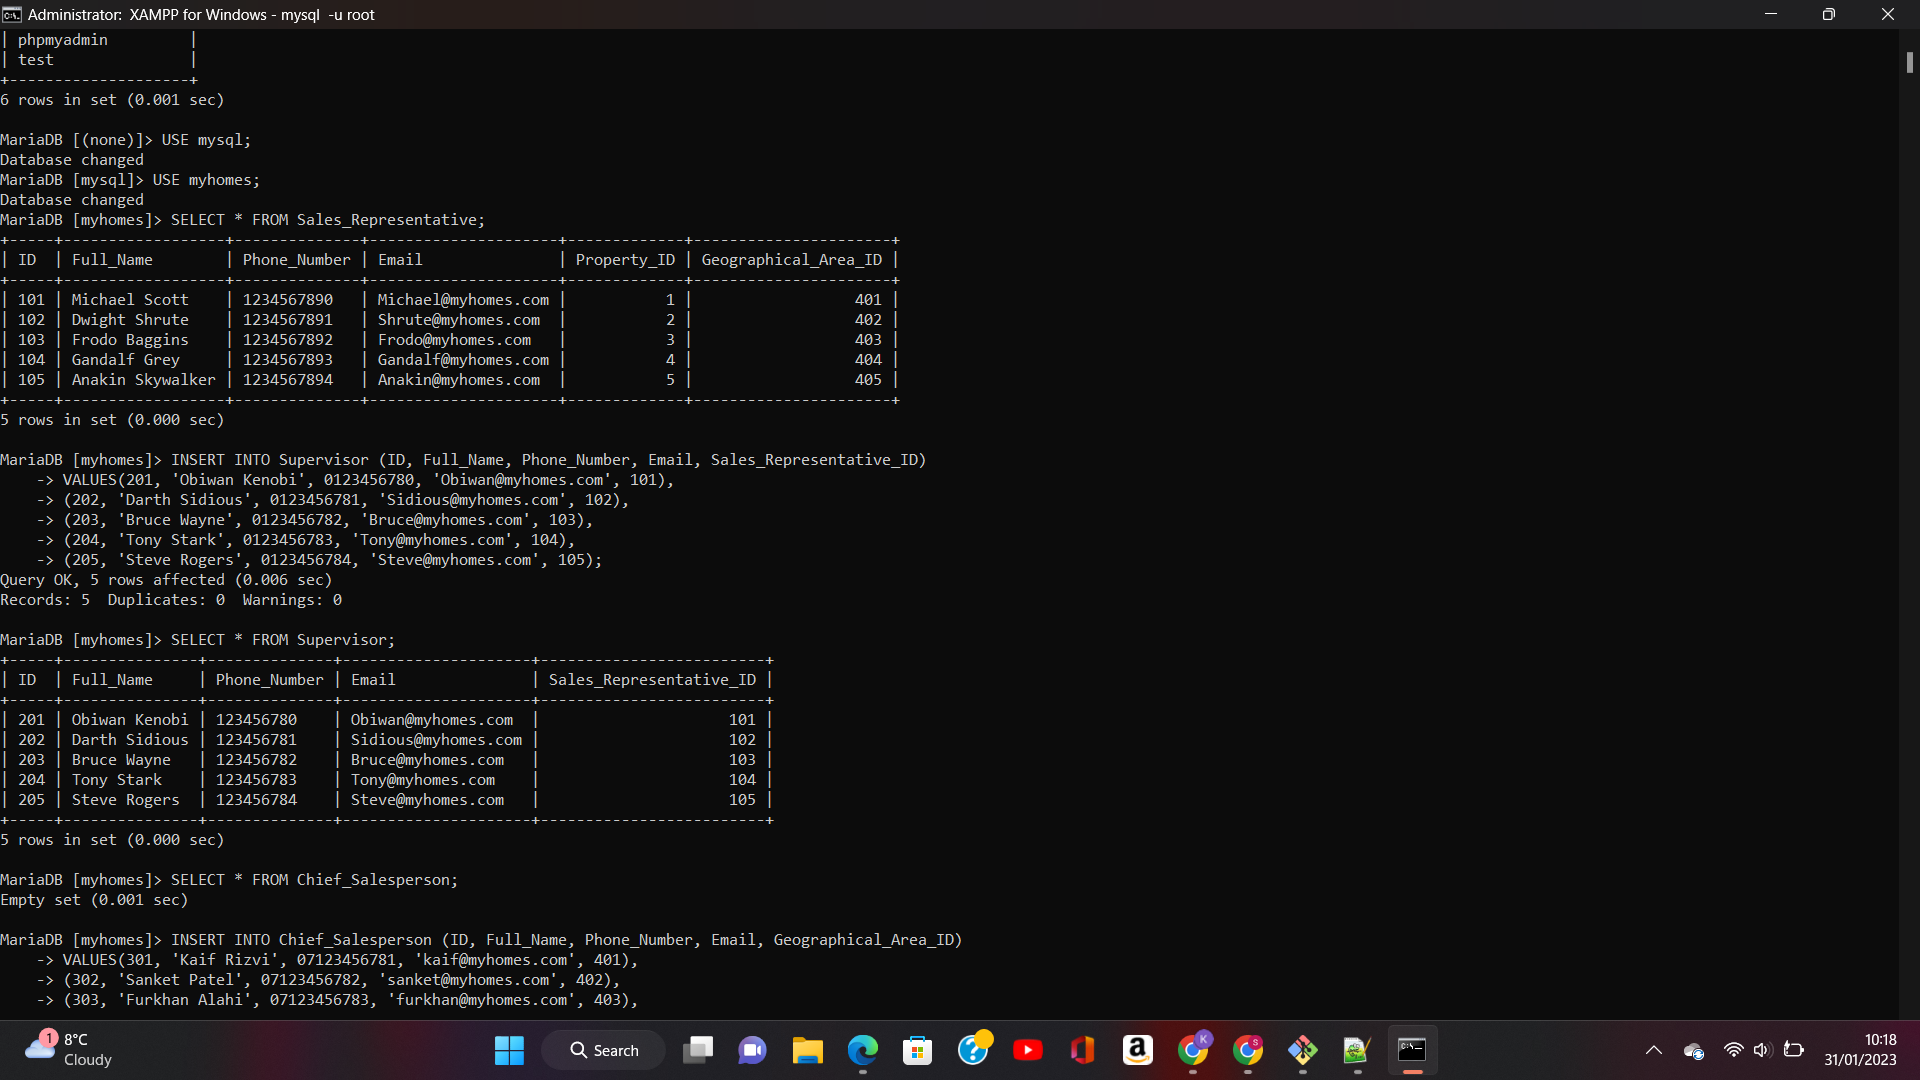 Administrator:  XAMPP for Windows - mysql  -u root
| phpmyadmin         |
| test               |
+--------------------+
6 rows in set (0.001 sec)
MariaDB [(none)]> USE mysql;
Database changed
MariaDB [mysql]> USE myhomes;
Database changed
MariaDB [myhomes]> SELECT * FROM Sales_Representative;
+-----+------------------+--------------+---------------------+-------------+----------------------+
| ID  | Full_Name        | Phone_Number | Email               | Property_ID | Geographical_Area_ID |
+-----+------------------+--------------+---------------------+-------------+----------------------+
| 101 | Michael Scott    | 1234567890   | Michael@myhomes.com |           1 |                  401 |
| 102 | Dwight Shrute    | 1234567891   | Shrute@myhomes.com  |           2 |                  402 |
| 103 | Frodo Baggins    | 1234567892   | Frodo@myhomes.com   |           3 |                  403 |
| 104 | Gandalf Grey     | 1234567893   | Gandalf@myhomes.com |           4 |                  404 |
| 105 | Anakin Skywalker | 1234567894   | Anakin@myhomes.com  |           5 |                  405 |
+-----+------------------+--------------+---------------------+-------------+----------------------+
5 rows in set (0.000 sec)
MariaDB [myhomes]> INSERT INTO Supervisor (ID, Full_Name, Phone_Number, Email, Sales_Representative_ID)
    -> VALUES(201, 'Obiwan Kenobi', 0123456780, 'Obiwan@myhomes.com', 101),
    -> (202, 'Darth Sidious', 0123456781, 'Sidious@myhomes.com', 102),
    -> (203, 'Bruce Wayne', 0123456782, 'Bruce@myhomes.com', 103),
    -> (204, 'Tony Stark', 0123456783, 'Tony@myhomes.com', 104),
    -> (205, 'Steve Rogers', 0123456784, 'Steve@myhomes.com', 105);
Query OK, 5 rows affected (0.006 sec)
Records: 5  Duplicates: 0  Warnings: 0
MariaDB [myhomes]> SELECT * FROM Supervisor;
+-----+---------------+--------------+---------------------+-------------------------+
| ID  | Full_Name     | Phone_Number | Email               | Sales_Representative_ID |
+-----+---------------+--------------+---------------------+-------------------------+
| 201 | Obiwan Kenobi | 123456780    | Obiwan@myhomes.com  |                     101 |
| 202 | Darth Sidious | 123456781    | Sidious@myhomes.com |                     102 |
| 203 | Bruce Wayne   | 123456782    | Bruce@myhomes.com   |                     103 |
| 204 | Tony Stark    | 123456783    | Tony@myhomes.com    |                     104 |
| 205 | Steve Rogers  | 123456784    | Steve@myhomes.com   |                     105 |
+-----+---------------+--------------+---------------------+-------------------------+
5 rows in set (0.000 sec)
MariaDB [myhomes]> SELECT * FROM Chief_Salesperson;
Empty set (0.001 sec)
MariaDB [myhomes]> INSERT INTO Chief_Salesperson (ID, Full_Name, Phone_Number, Email, Geographical_Area_ID)
    -> VALUES(301, 'Kaif Rizvi', 07123456781, 'kaif@myhomes.com', 401),
    -> (302, 'Sanket Patel', 07123456782, 'sanket@myhomes.com', 402),
    -> (303, 'Furkhan Alahi', 07123456783, 'furkhan@myhomes.com', 403),
1
8°C
Cloudy
Search
K
S
10:18
31/01/2023